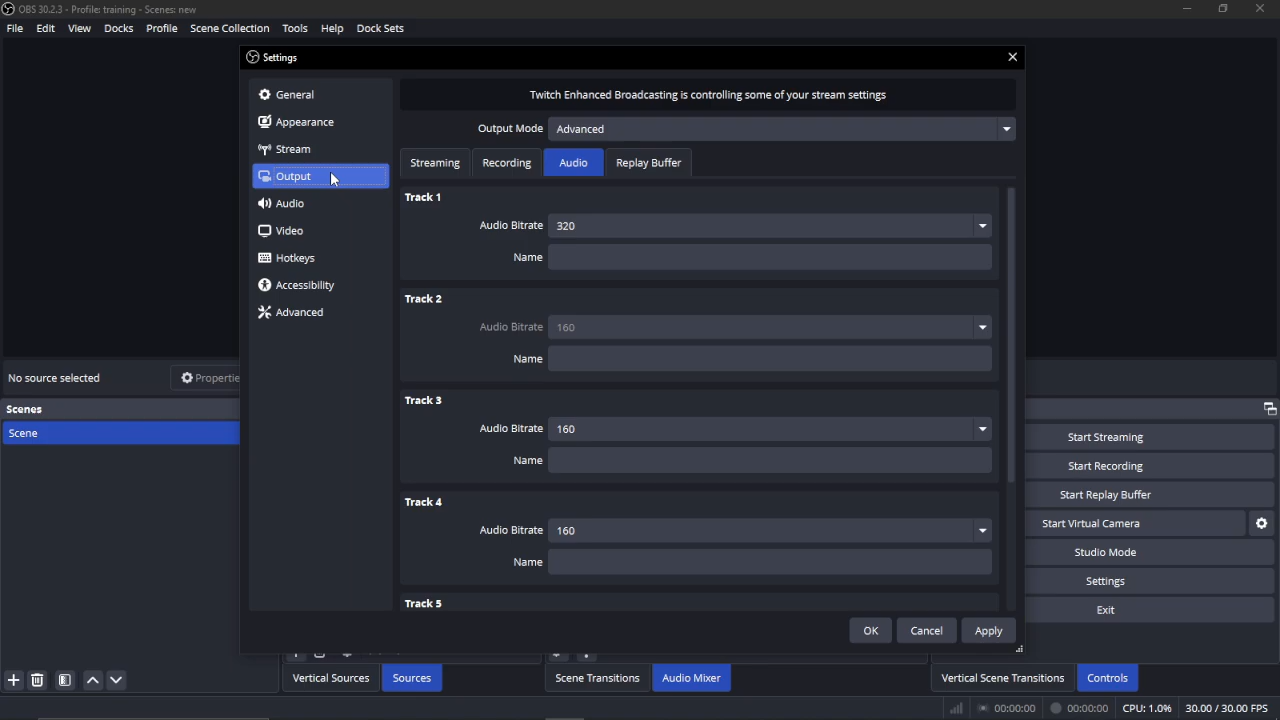 OBS 30.2.3 - Profile: training - Scenes: new
File Edit View Docks Profile Scene Collection Tools Help Dock Sets
Settings
General
Appearance
Stream
Output
Audio
Video
Hotkeys
Accessibility
Advanced
Twitch Enhanced Broadcasting is controlling some of your stream settings
Output Mode Advanced
Streaming Recording Audio Replay Buffer
Track 1
Audio Bitrate 320
Name
Track 2
Audio Bitrate 160
Name
Track 3
Audio Bitrate 160
Name
Track 4
Audio Bitrate 160
Name
Track 5
OK Cancel Apply
No source selected
Propertie
Scenes
Scene
Start Streaming
Start Recording
Start Replay Buffer
Start Virtual Camera
Studio Mode
Settings
Exit
Vertical Sources Sources Scene Transitions Audio Mixer Vertical Scene Transitions Controls
00:00:00 00:00:00 CPU: 1.0% 30.00 / 30.00 FPS